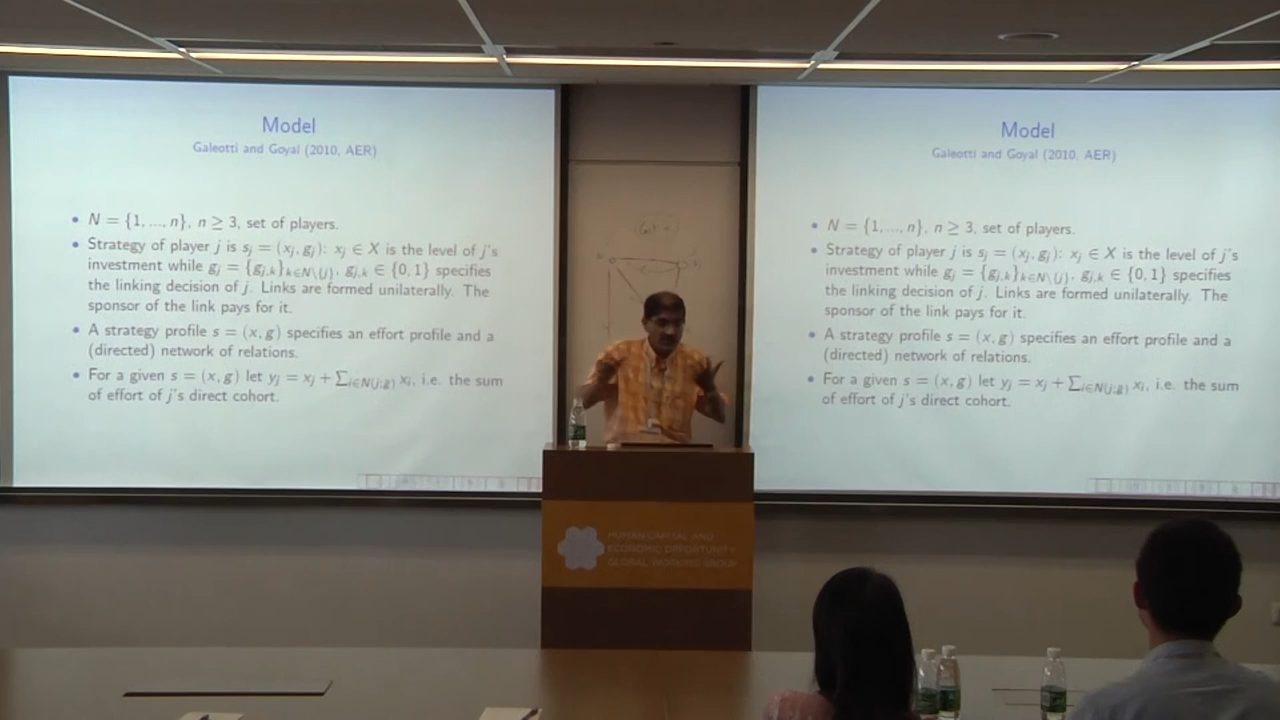 Model
Galeotti and Goyal (2010, AER)
• N = {1, ..., n}, n ≥ 3, set of players.
• Strategy of player j is s_j = (x_j, g_j): x_j ∈ X is the level of j's
investment while g_j = {g_{j,k}}_{k∈N\{j}}, g_{j,k} ∈ {0, 1} specifies
the linking decision of j. Links are formed unilaterally. The
sponsor of the link pays for it.
• A strategy profile s = (x, g) specifies an effort profile and a
(directed) network of relations.
• For a given s = (x, g) let y_j = x_j + ∑_{i∈N(j;g)} x_i, i.e. the sum
of effort of j's direct cohort.
Model
Galeotti and Goyal (2010, AER)
• N = {1, ..., n}, n ≥ 3, set of players.
• Strategy of player j is s_j = (x_j, g_j): x_j ∈ X is the level of j's
investment while g_j = {g_{j,k}}_{k∈N\{j}}, g_{j,k} ∈ {0, 1} specifies
the linking decision of j. Links are formed unilaterally. The
sponsor of the link pays for it.
• A strategy profile s = (x, g) specifies an effort profile and a
(directed) network of relations.
• For a given s = (x, g) let y_j = x_j + ∑_{i∈N(j;g)} x_i, i.e. the sum
of effort of j's direct cohort.
HUMAN CAPITAL AND
ECONOMIC OPPORTUNITY
GLOBAL WORKING GROUP